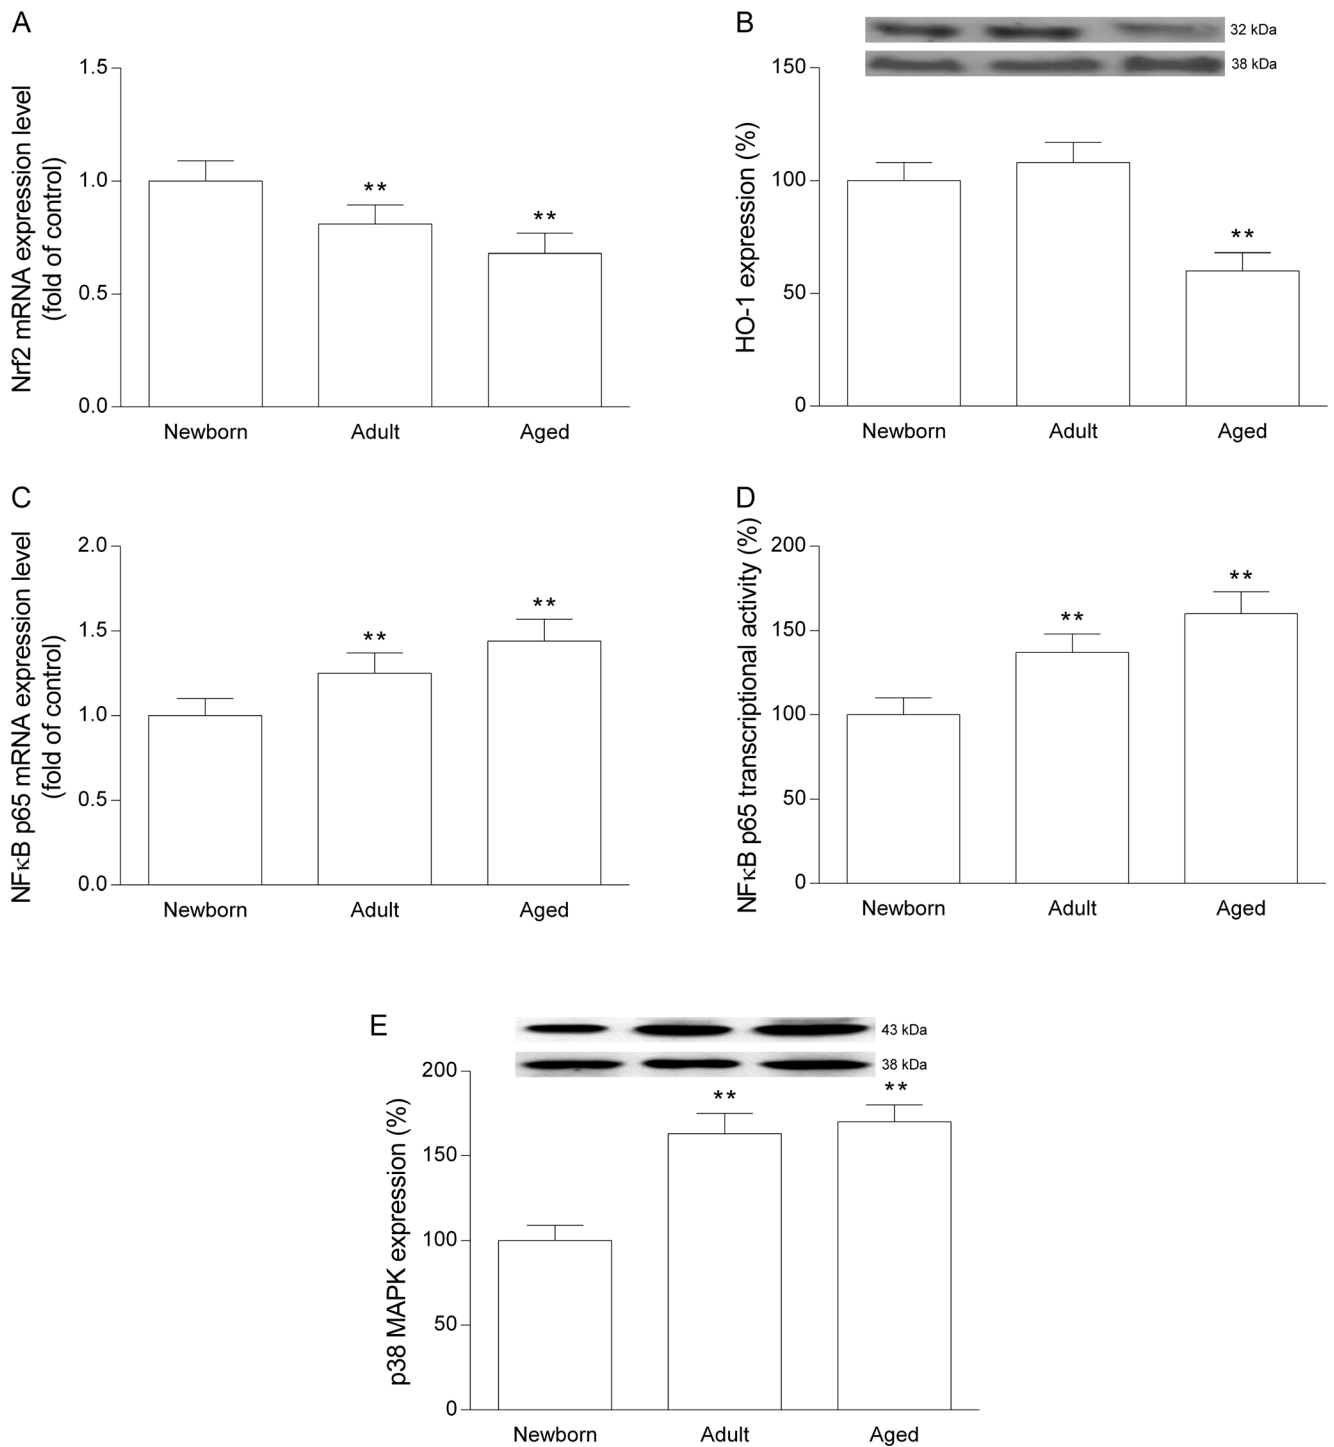 A
Nrf2 mRNA expression level
(fold of control)
1.5
1.0
0.5
0.0
**
**
Newborn Adult Aged
B
32 kDa
38 kDa
HO-1 expression (%)
150
100
50
0
**
Newborn Adult Aged
C
NFκB p65 mRNA expression level
(fold of control)
2.0
1.5
1.0
0.5
0.0
**
**
Newborn Adult Aged
D
NFκB p65 transcriptional activity (%)
200
150
100
50
0
**
**
Newborn Adult Aged
E
43 kDa
38 kDa
p38 MAPK expression (%)
200
150
100
50
0
**
**
Newborn Adult Aged